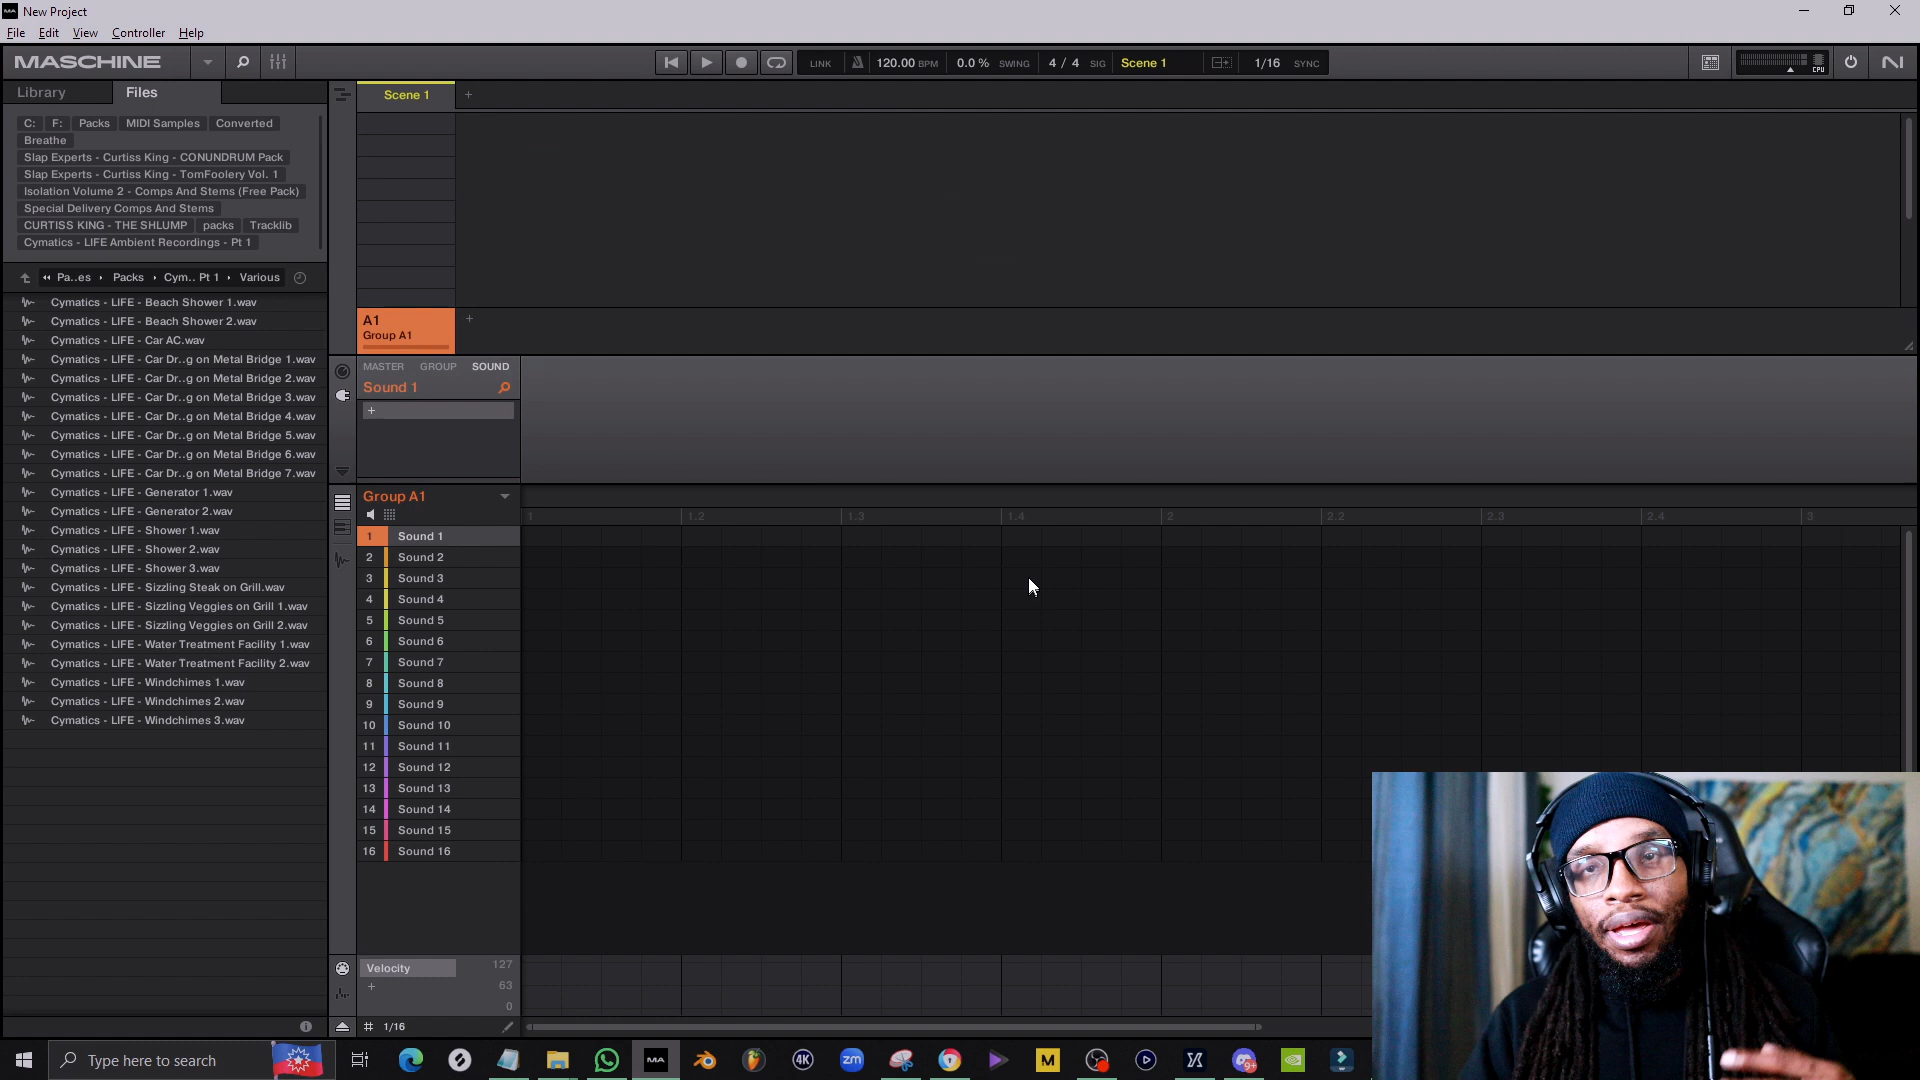 New Project
File Edit View Controller Help
MASCHINE LINK 120.00 BPM 0.0 % SWING 4 / 4 SIG Scene 1 1/16 SYNC CPU
Library Files
Scene 1 +
C: F: Packs MIDI Samples Converted
Breathe
Slap Experts - Curtiss King - CONUNDRUM Pack
Slap Experts - Curtiss King - TomFoolery Vol. 1
Isolation Volume 2 - Comps And Stems (Free Pack)
Special Delivery Comps And Stems
CURTISS KING - THE SHLUMP packs Tracklib
Cymatics - LIFE Ambient Recordings - Pt 1
Pa..es Packs Cym.. Pt 1 Various
Cymatics - LIFE - Beach Shower 1.wav
Cymatics - LIFE - Beach Shower 2.wav
Cymatics - LIFE - Car AC.wav
Cymatics - LIFE - Car Dr..g on Metal Bridge 1.wav
Cymatics - LIFE - Car Dr..g on Metal Bridge 2.wav
Cymatics - LIFE - Car Dr..g on Metal Bridge 3.wav
Cymatics - LIFE - Car Dr..g on Metal Bridge 4.wav
Cymatics - LIFE - Car Dr..g on Metal Bridge 5.wav
Cymatics - LIFE - Car Dr..g on Metal Bridge 6.wav
Cymatics - LIFE - Car Dr..g on Metal Bridge 7.wav
Cymatics - LIFE - Generator 1.wav
Cymatics - LIFE - Generator 2.wav
Cymatics - LIFE - Shower 1.wav
Cymatics - LIFE - Shower 2.wav
Cymatics - LIFE - Shower 3.wav
Cymatics - LIFE - Sizzling Steak on Grill.wav
Cymatics - LIFE - Sizzling Veggies on Grill 1.wav
Cymatics - LIFE - Sizzling Veggies on Grill 2.wav
Cymatics - LIFE - Water Treatment Facility 1.wav
Cymatics - LIFE - Water Treatment Facility 2.wav
Cymatics - LIFE - Windchimes 1.wav
Cymatics - LIFE - Windchimes 2.wav
Cymatics - LIFE - Windchimes 3.wav
A1 +
Group A1
MASTER GROUP SOUND
Sound 1
+
Group A1
1 1.2 1.3 1.4 2 2.2 2.3 2.4 3
1 Sound 1
2 Sound 2
3 Sound 3
4 Sound 4
5 Sound 5
6 Sound 6
7 Sound 7
8 Sound 8
9 Sound 9
10 Sound 10
11 Sound 11
12 Sound 12
13 Sound 13
14 Sound 14
15 Sound 15
16 Sound 16
Velocity 127
+ 63
0
1/16
Type here to search MA 4K zm M 9+